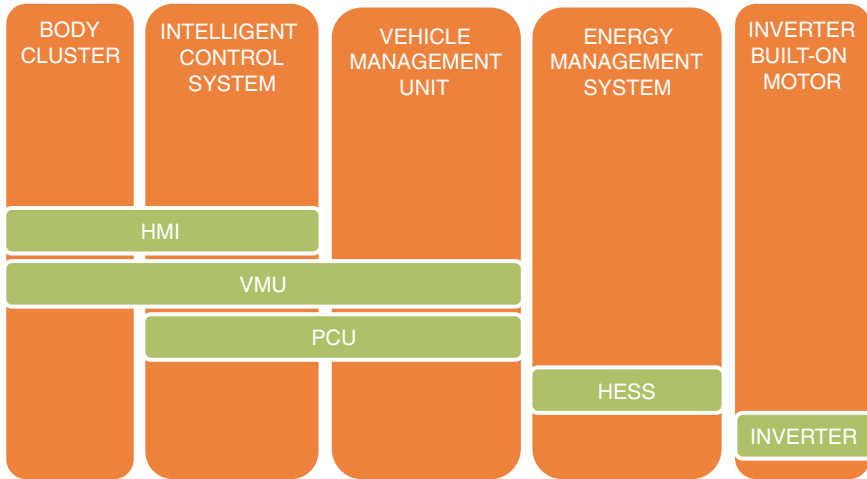 BODY
CLUSTER
INTELLIGENT
CONTROL
SYSTEM
VEHICLE
MANAGEMENT
UNIT
ENERGY
MANAGEMENT
SYSTEM
INVERTER
BUILT-ON
MOTOR
HMI
VMU
PCU
HESS
INVERTER